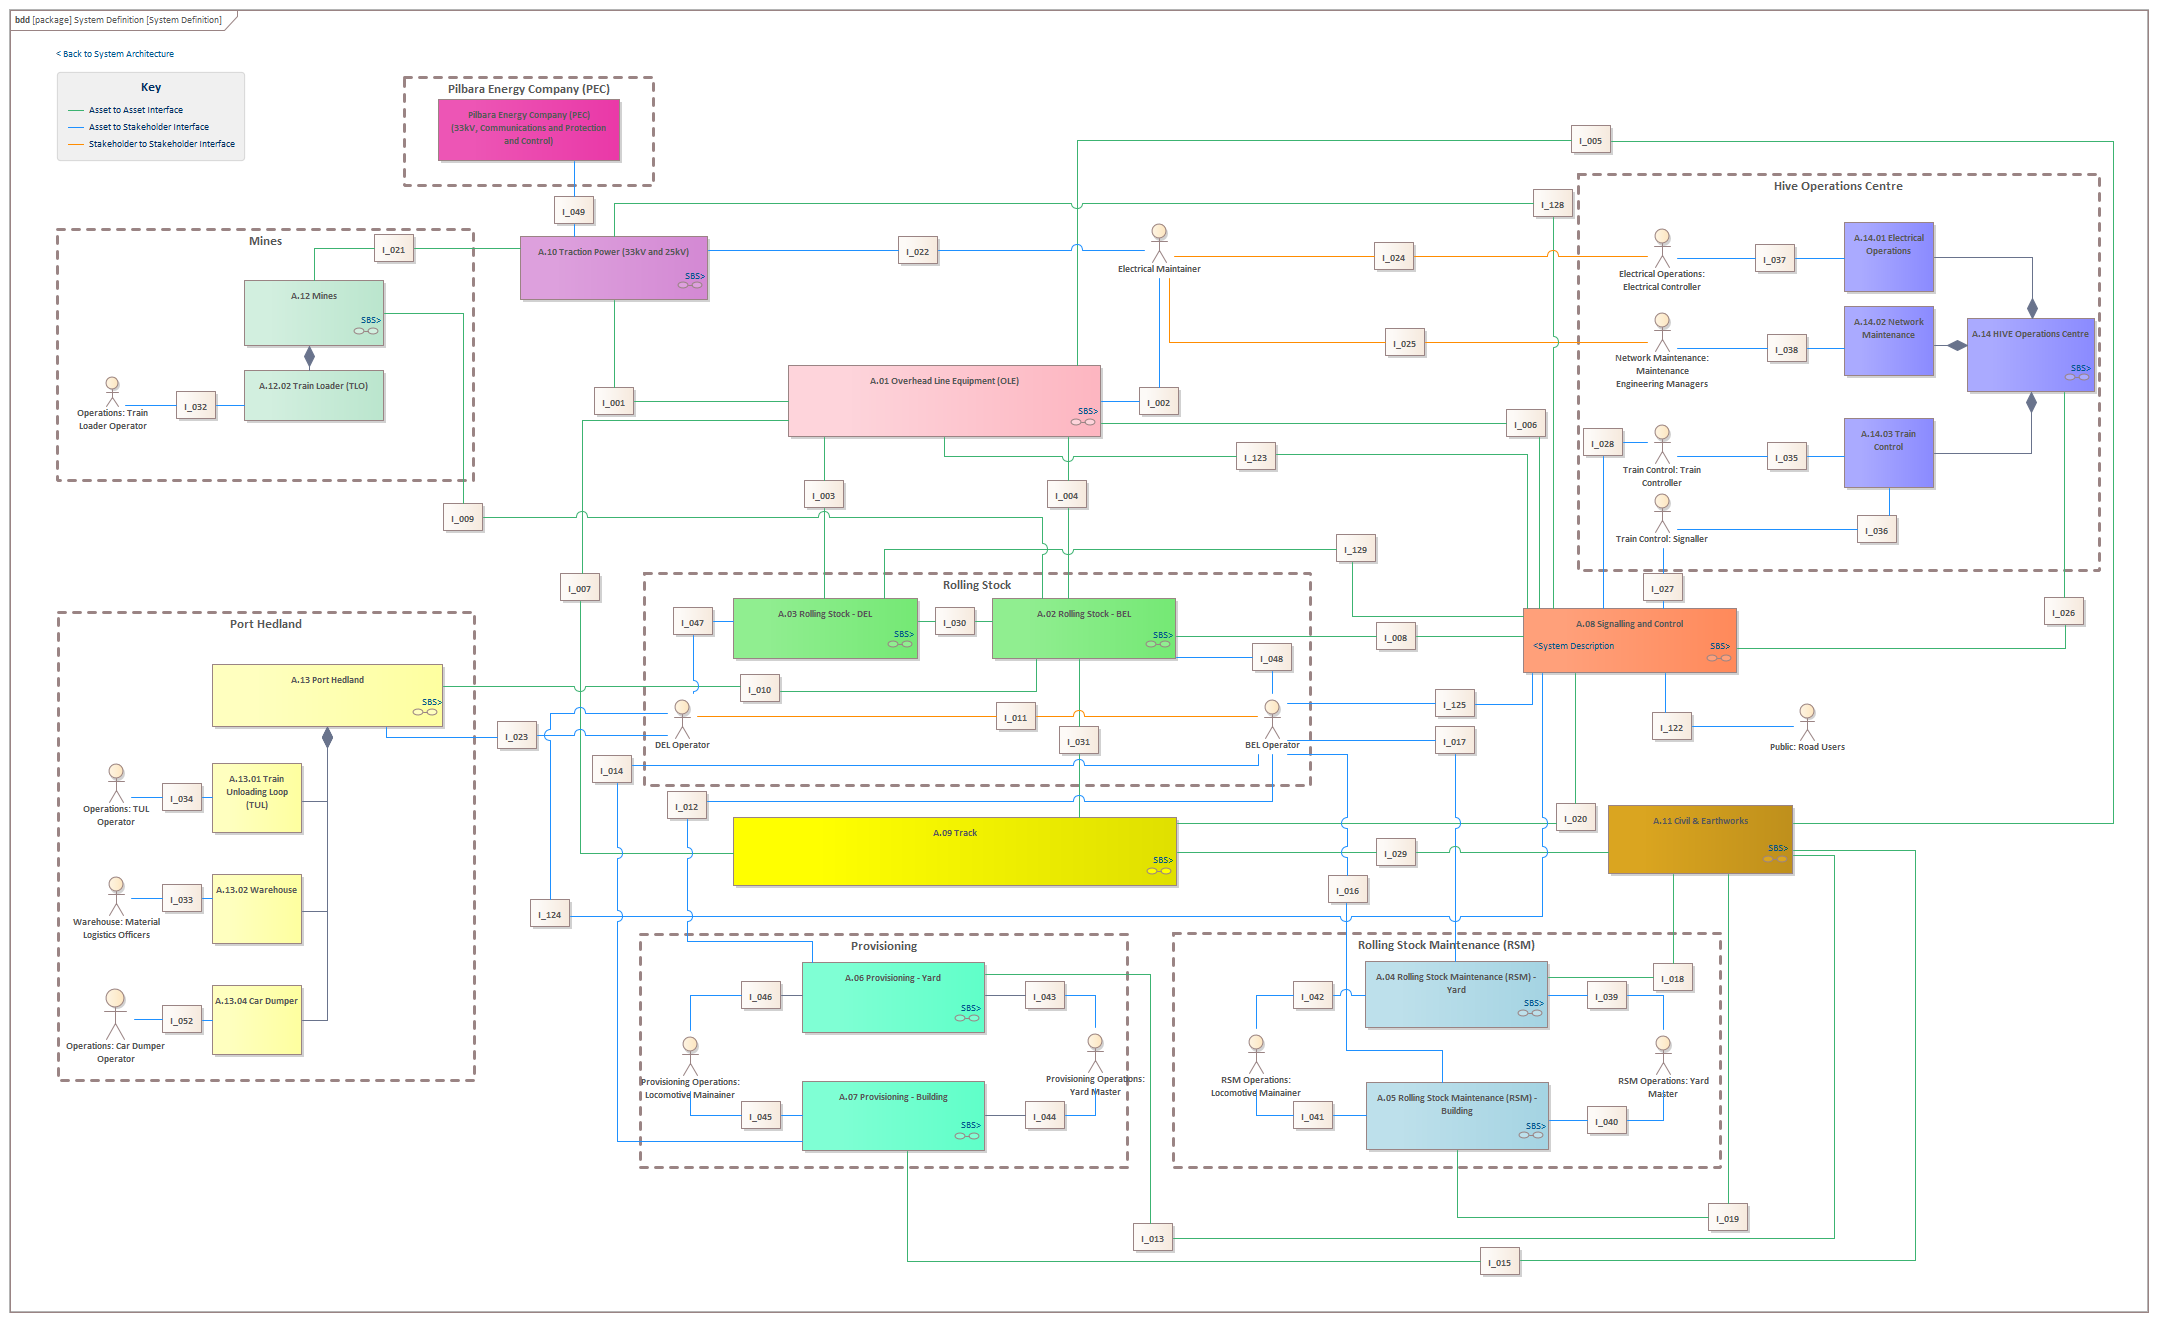 bdd [package] System Definition [System Definition]
< Back to System Architecture
Key
Asset to Asset Interface
Asset to Stakeholder Interface
Stakeholder to Stakeholder Interface
Pilbara Energy Company (PEC)
Pilbara Energy Company (PEC)
(33kV, Communications and Protection
and Control)
I_005
I_049
I_128
Hive Operations Centre
Mines
I_021
A.10 Traction Power (33kV and 25kV)
SBS>
I_022
Electrical Maintainer
I_024
Electrical Operations:
Electrical Controller
I_037
A.14.01 Electrical
Operations
A.12 Mines
SBS>
I_025
Network Maintenance:
Maintenance
Engineering Managers
I_038
A.14.02 Network
Maintenance
A.14 HIVE Operations Centre
SBS>
A.12.02 Train Loader (TLO)
Operations: Train
Loader Operator
I_032
I_001
A.01 Overhead Line Equipment (OLE)
SBS>
I_002
I_006
I_028
Train Control: Train
Controller
I_035
A.14.03 Train
Control
I_123
I_003
I_004
I_009
Train Control: Signaller
I_036
I_129
I_007
Rolling Stock
I_027
I_026
I_047
A.03 Rolling Stock - DEL
SBS>
I_030
A.02 Rolling Stock - BEL
SBS>
I_008
A.08 Signalling and Control
<System Description
SBS>
Port Hedland
I_048
A.13 Port Hedland
SBS>
I_010
I_125
I_023
DEL Operator
I_011
BEL Operator
I_031
I_017
I_122
Public: Road Users
I_014
I_012
Operations: TUL
Operator
I_034
A.13.01 Train
Unloading Loop
(TUL)
A.09 Track
SBS>
I_020
A.11 Civil & Earthworks
SBS>
I_029
I_016
Warehouse: Material
Logistics Officers
I_033
A.13.02 Warehouse
I_124
Provisioning
Rolling Stock Maintenance (RSM)
I_046
A.06 Provisioning - Yard
SBS>
I_043
I_042
A.04 Rolling Stock Maintenance (RSM) -
Yard
SBS>
I_018
I_039
Operations: Car Dumper
Operator
I_052
A.13.04 Car Dumper
Provisioning Operations:
Locomotive Mainainer
Provisioning Operations:
Yard Master
RSM Operations:
Locomotive Mainainer
RSM Operations: Yard
Master
I_045
A.07 Provisioning - Building
SBS>
I_044
I_041
A.05 Rolling Stock Maintenance (RSM) -
Building
SBS>
I_040
I_013
I_019
I_015